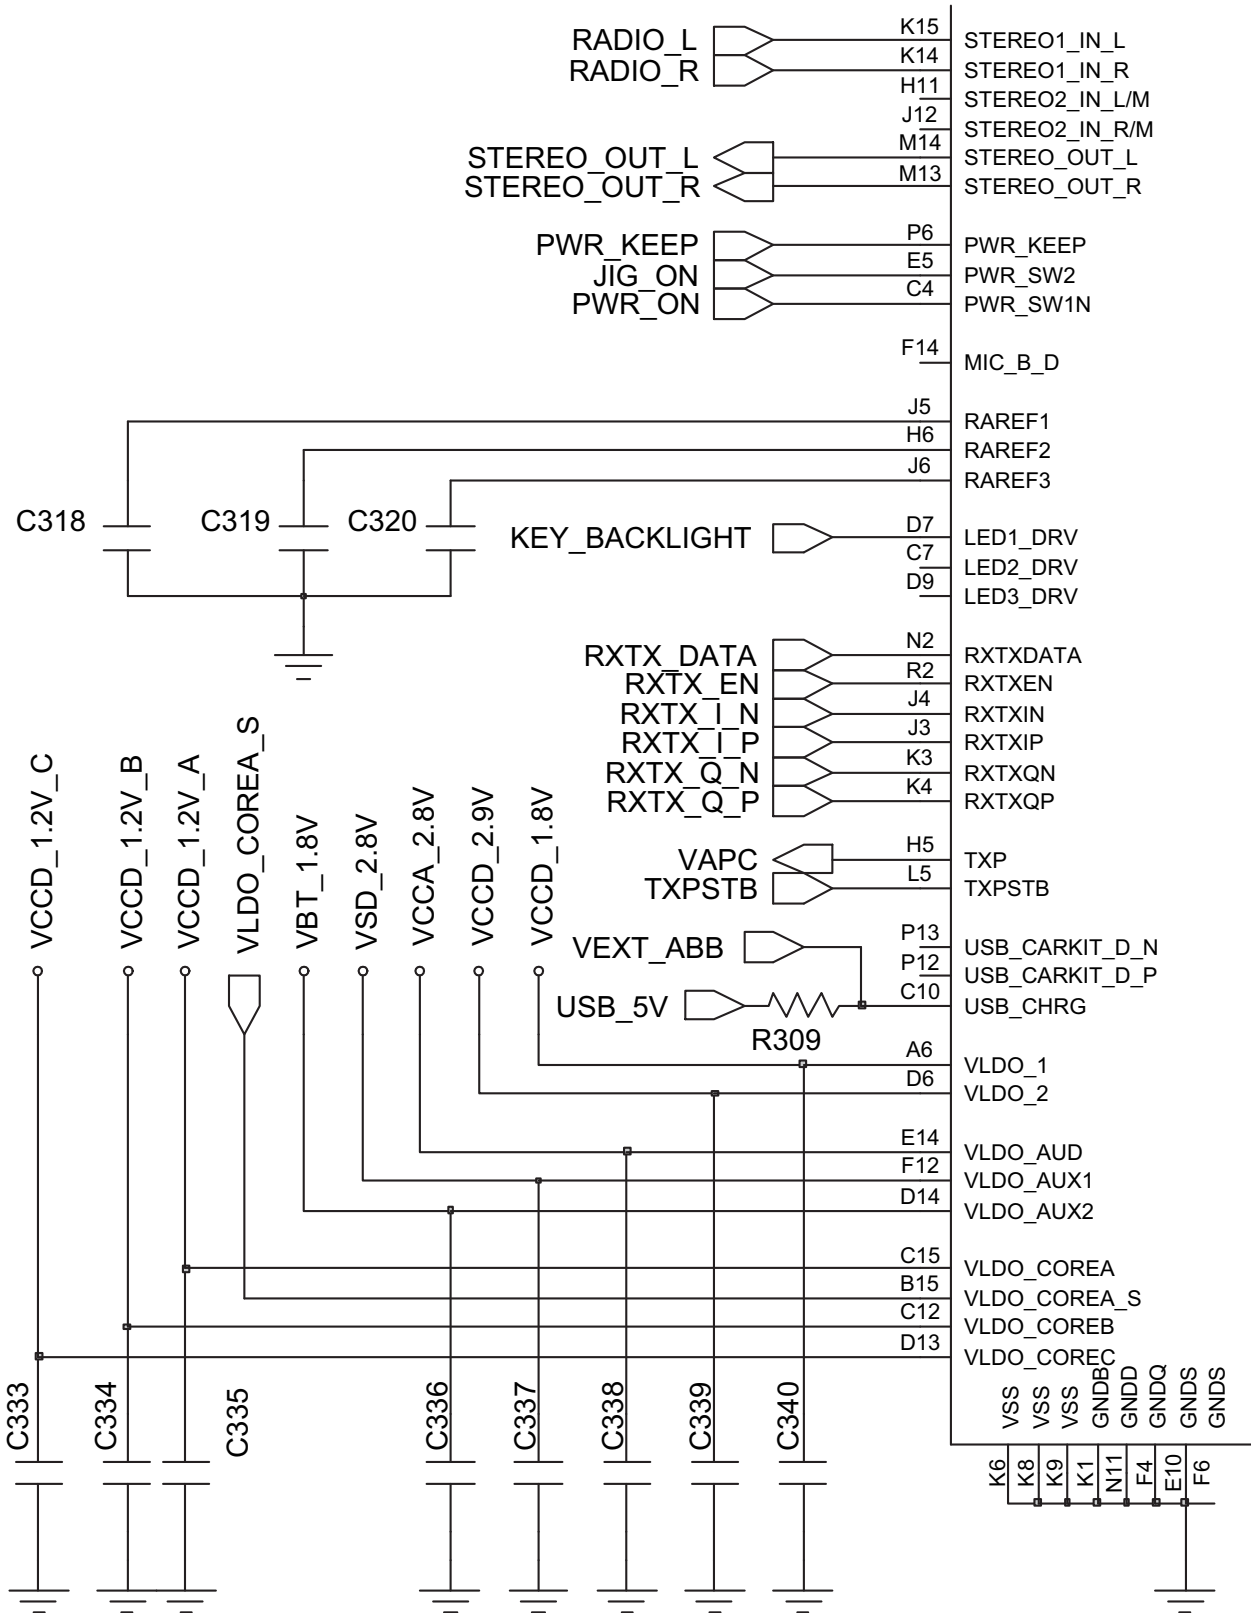 RADIO_L K15 STEREO1_IN_L
RADIO_R K14 STEREO1_IN_R
H11 STEREO2_IN_L/M
J12 STEREO2_IN_R/M
STEREO_OUT_L M14 STEREO_OUT_L
STEREO_OUT_R M13 STEREO_OUT_R
PWR_KEEP P6 PWR_KEEP
JIG_ON E5 PWR_SW2
PWR_ON C4 PWR_SW1N
F14 MIC_B_D
J5 RAREF1
H6 RAREF2
J6 RAREF3
C318 C319 C320
KEY_BACKLIGHT D7 LED1_DRV
C7 LED2_DRV
D9 LED3_DRV
RXTX_DATA N2 RXTXDATA
RXTX_EN R2 RXTXEN
RXTX_I_N J4 RXTXIN
RXTX_I_P J3 RXTXIP
RXTX_Q_N K3 RXTXQN
RXTX_Q_P K4 RXTXQP
VAPC H5 TXP
TXPSTB L5 TXPSTB
VCCD_1.2V_C
VCCD_1.2V_B
VCCD_1.2V_A
VLDO_COREA_S
VBT_1.8V
VSD_2.8V
VCCA_2.8V
VCCD_2.9V
VCCD_1.8V
P13 USB_CARKIT_D_N
VEXT_ABB P12 USB_CARKIT_D_P
USB_5V C10 USB_CHRG
R309
A6 VLDO_1
D6 VLDO_2
E14 VLDO_AUD
F12 VLDO_AUX1
D14 VLDO_AUX2
C15 VLDO_COREA
B15 VLDO_COREA_S
C12 VLDO_COREB
D13 VLDO_COREC
C333
C334
C335
C336
C337
C338
C339
C340
VSS
VSS
VSS
GNDB
GNDD
GNDQ
GNDS
GNDS
K6
K8
K9
K1
N11
F4
E10
F6